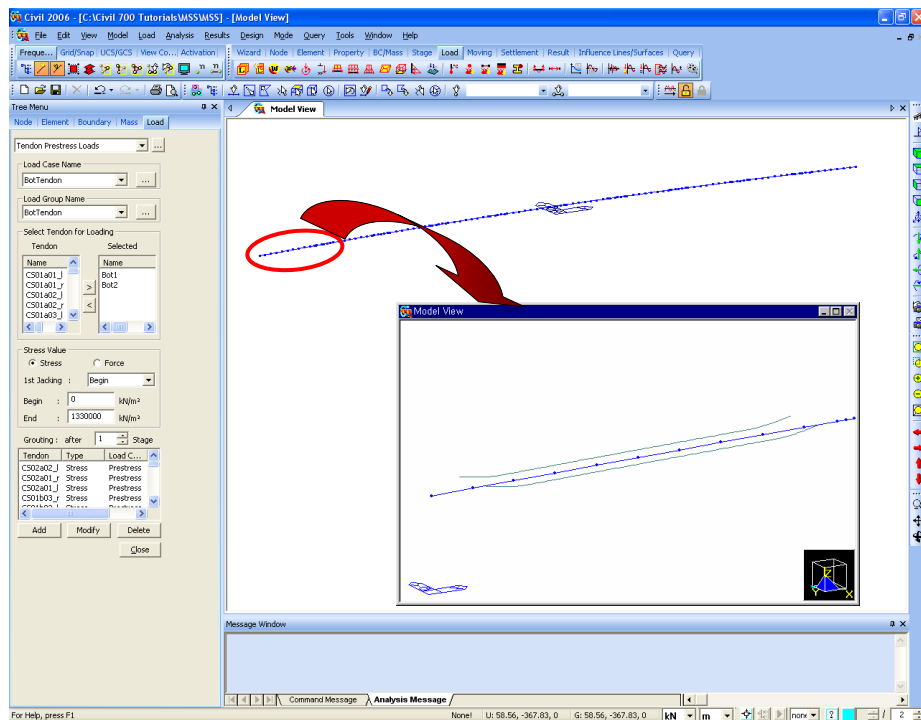 Civil 2006 - [C:\Civil 700 Tutorials\MSS\MSS] - [Model View]
File Edit View Model Load Analysis Results Design Mode Query Tools Window Help
Freque... Grid/Snap UCS/GCS View Co... Activation Wizard Node Element Property BC/Mass Stage Load Moving Settlement Result Influence Lines/Surfaces Query
Tree Menu
Model View
Node Element Boundary Mass Load
Tendon Prestress Loads
...
Load Case Name
BotTendon
...
Load Group Name
BotTendon
...
Select Tendon for Loading
Tendon Selected
Name Name
CS01a01_l Bot1
CS01a01_r Bot2
CS01a02_l
CS01a02_r
CS01a03_l
>
<
Stress Value
Stress Force
1st Jacking : Begin
Begin : 0 kN/m²
End : 1330000 kN/m²
Grouting : after 1 Stage
Tendon Type Load C...
CS02a02_l Stress Prestress
CS02a01_r Stress Prestress
CS02a01_l Stress Prestress
CS01b03_r Stress Prestress
Add Modify Delete
Close
Model View
Z
Y
X
Message Window
Command Message Analysis Message
For Help, press F1
None! U: 58.56, -367.83, 0 G: 58.56, -367.83, 0 kN m non ? / 2